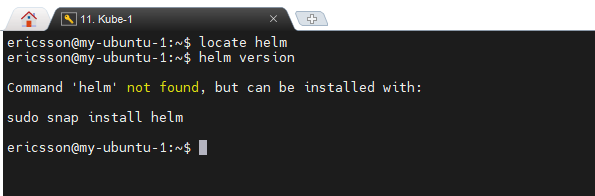 11. Kube-1
ericsson@my-ubuntu-1:~$ locate helm
ericsson@my-ubuntu-1:~$ helm version
Command 'helm' not found, but can be installed with:
sudo snap install helm
ericsson@my-ubuntu-1:~$